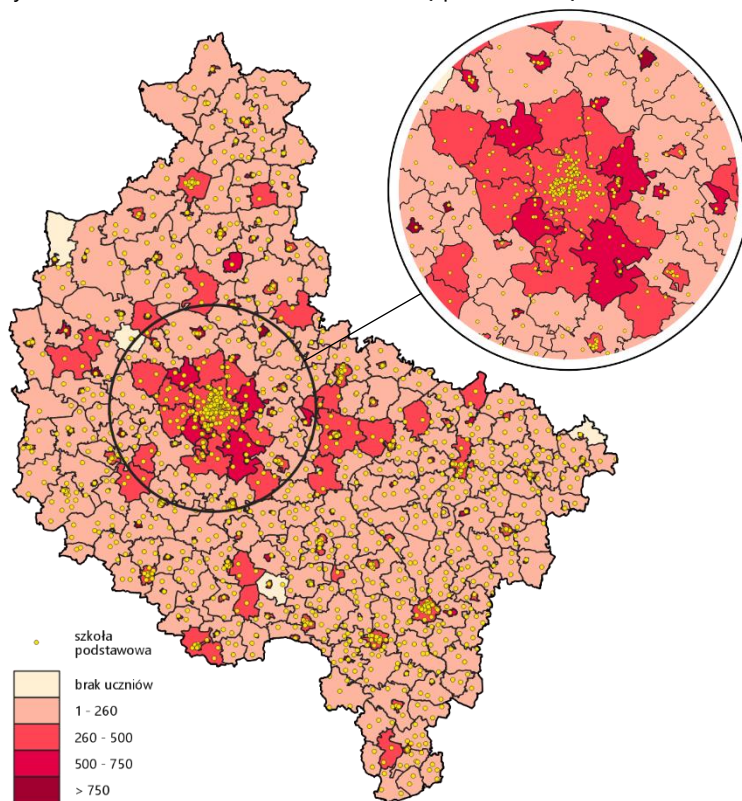 szkoła
podstawowa
brak uczniów
1 - 260
260 - 500
500 - 750
> 750